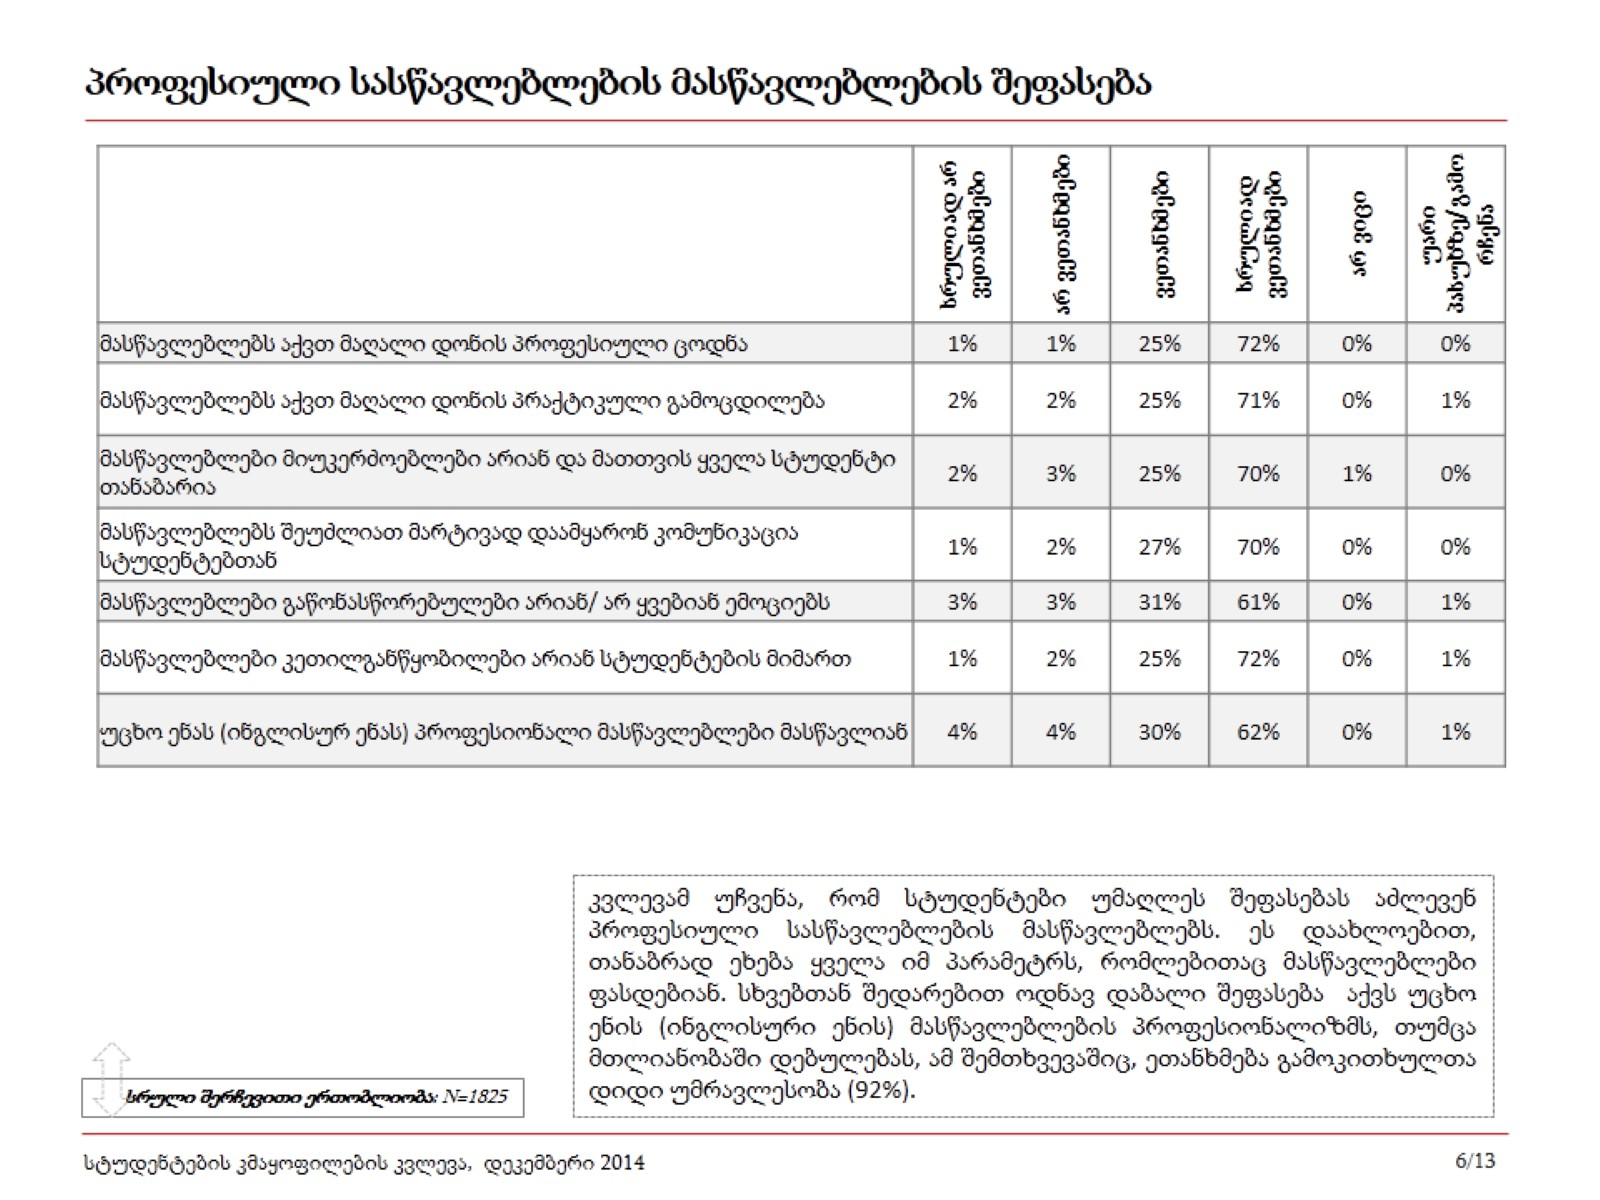 პროფესიული სასწავლებლების მასწავლებლების შეფასება
სრულიად არ
ვეთანხმები
არ ვეთანხმები
ვეთანხმები
სრულიად
ვეთანხმები
არ ვიცი
უარი
პასუხზე/გამო
რჩენა
მასწავლებლებს აქვთ მაღალი დონის პროფესიული ცოდნა 1% 1% 25% 72% 0% 0%
მასწავლებლებს აქვთ მაღალი დონის პრაქტიკული გამოცდილება 2% 2% 25% 71% 0% 1%
მასწავლებლები მიუკერძოებლები არიან და მათთვის ყველა სტუდენტი
თანაბარია 2% 3% 25% 70% 1% 0%
მასწავლებლებს შეუძლიათ მარტივად დაამყარონ კომუნიკაცია
სტუდენტებთან 1% 2% 27% 70% 0% 0%
მასწავლებლები გაწონასწორებულები არიან/ არ ყვებიან ემოციებს 3% 3% 31% 61% 0% 1%
მასწავლებლები კეთილგანწყობილები არიან სტუდენტების მიმართ 1% 2% 25% 72% 0% 1%
უცხო ენას (ინგლისურ ენას) პროფესიონალი მასწავლებლები მასწავლიან 4% 4% 30% 62% 0% 1%
კვლევამ უჩვენა, რომ სტუდენტები უმაღლეს შეფასებას აძლევენ
პროფესიული სასწავლებლების მასწავლებლებს. ეს დაახლოებით,
თანაბრად ეხება ყველა იმ პარამეტრს, რომლებითაც მასწავლებლები
ფასდებიან. სხვებთან შედარებით ოდნავ დაბალი შეფასება აქვს უცხო
ენის (ინგლისური ენის) მასწავლებლების პროფესიონალიზმს, თუმცა
მთლიანობაში დებულებას, ამ შემთხვევაშიც, ეთანხმება გამოკითხულთა
დიდი უმრავლესობა (92%).
სრული შერჩევითი ერთობლიობა: N=1825
სტუდენტების კმაყოფილების კვლევა, დეკემბერი 2014
6/13